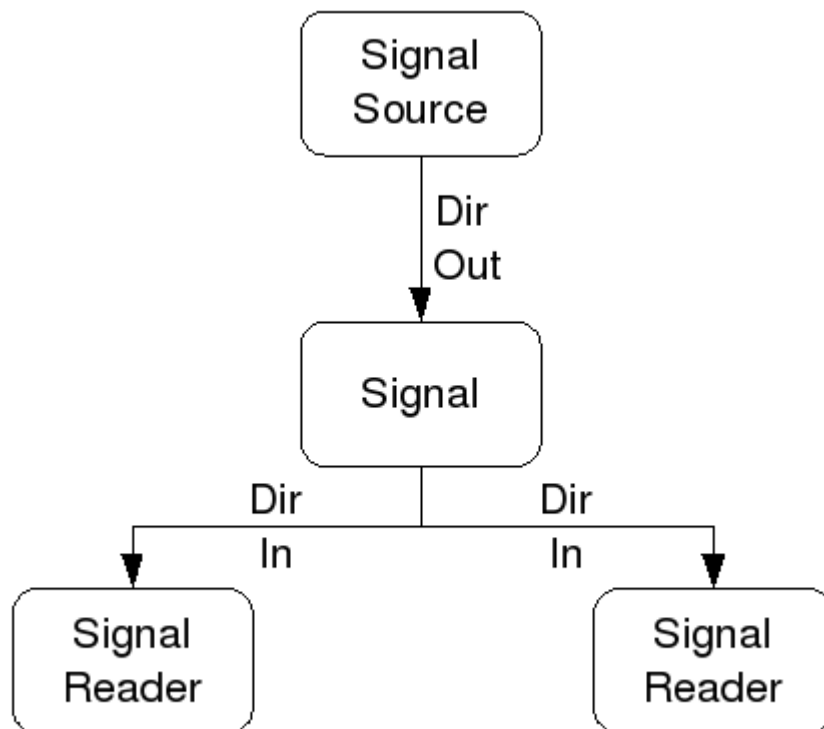 Signal
Source
Dir
Out
Signal
Dir
In
Dir
In
Signal
Reader
Signal
Reader